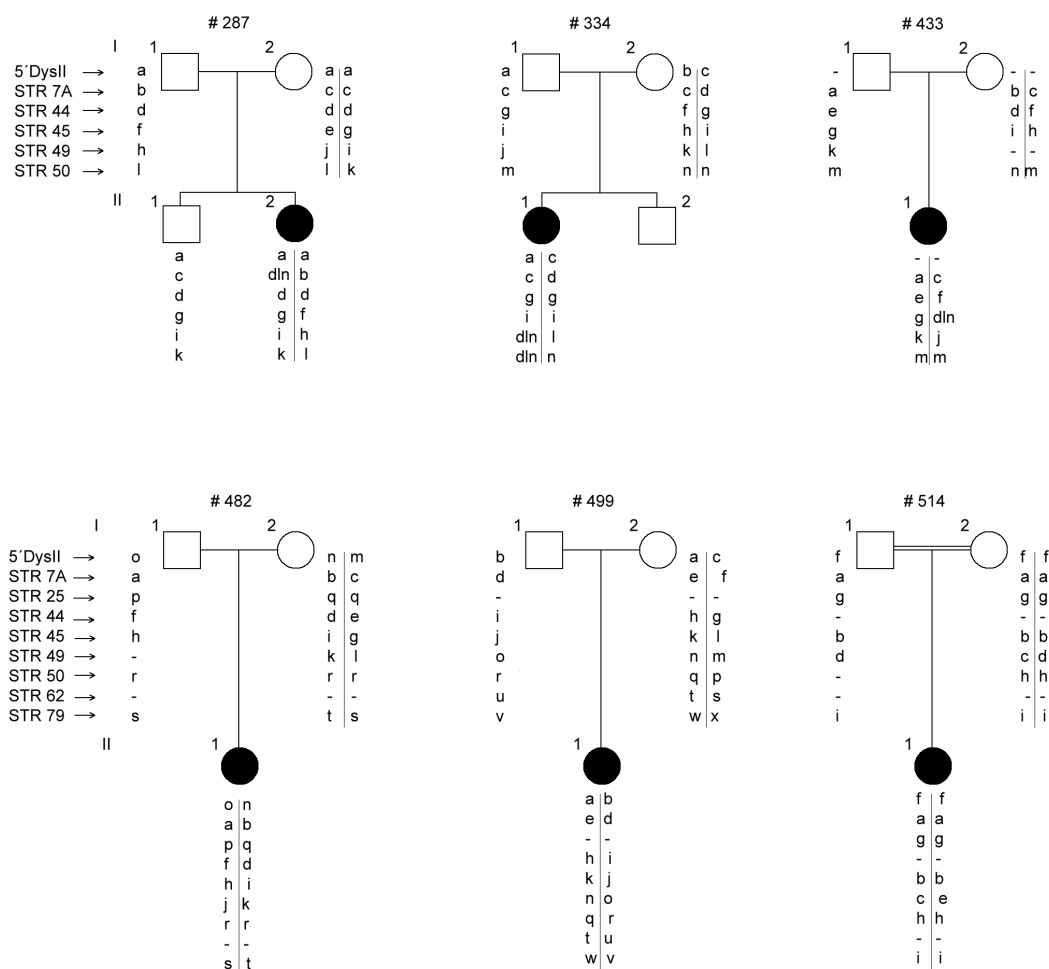 # 287 # 334 # 433
I 1 2 1 2 1 2
5´DysII → a a a a b c - - -
STR 7A → b c c c c d a b c
STR 44 → d d d g f g e d f
STR 45 → f e g i h i g i h
STR 49 → h j i j k l k - -
STR 50 → l l k m n n m n m
II 1 2 1 2 1
a a a a c - -
c dln b c d a c
d d d g g e f
g g f i i g dln
i i h dln l k j
k k l dln n m m
# 482 # 499 # 514
I 1 2 1 2 1 2
5´DysII → o n m b a c f f f
STR 7A → a b c d e f a a a
STR 25 → p q q - - - g g g
STR 44 → f d e i h g - - -
STR 45 → h i g j k l b b b
STR 49 → - k l o n m d c d
STR 50 → r r r r q p - h h
STR 62 → - - - u t s - - -
STR 79 → s t s v w x i i i
II 1 1 1
o n a b f f
a b e d a a
p q - - g g
f d h i - -
h i k j b b
j k n o c e
r r q r h h
- - t u - -
s t w v i i